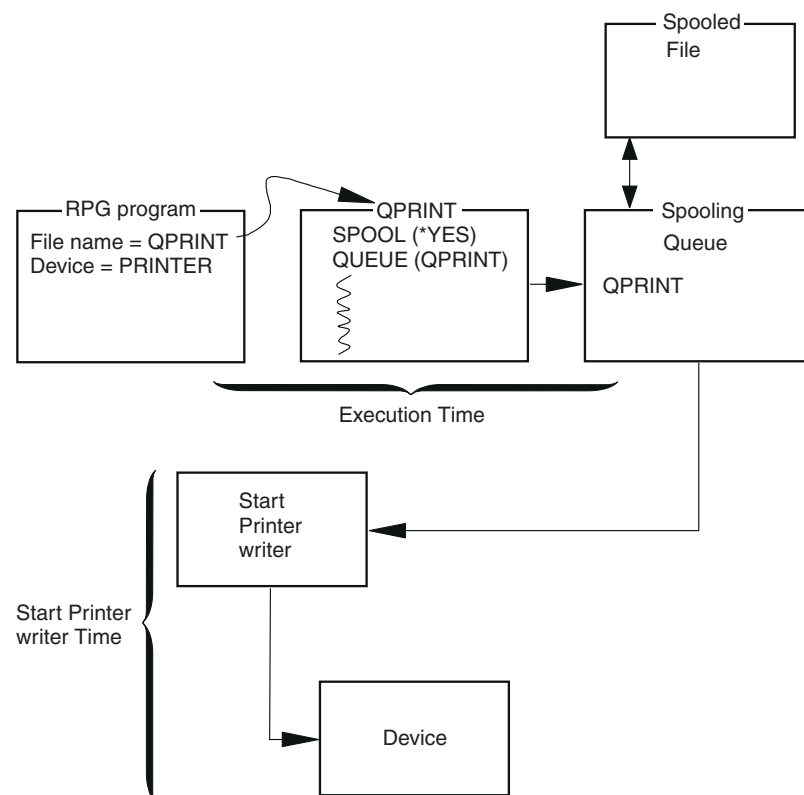 Spooled
File
RPG program
File name = QPRINT
Device = PRINTER
QPRINT
SPOOL (*YES)
QUEUE (QPRINT)
Spooling
Queue
QPRINT
Execution Time
Start
Printer
writer
Start Printer
writer Time
Device